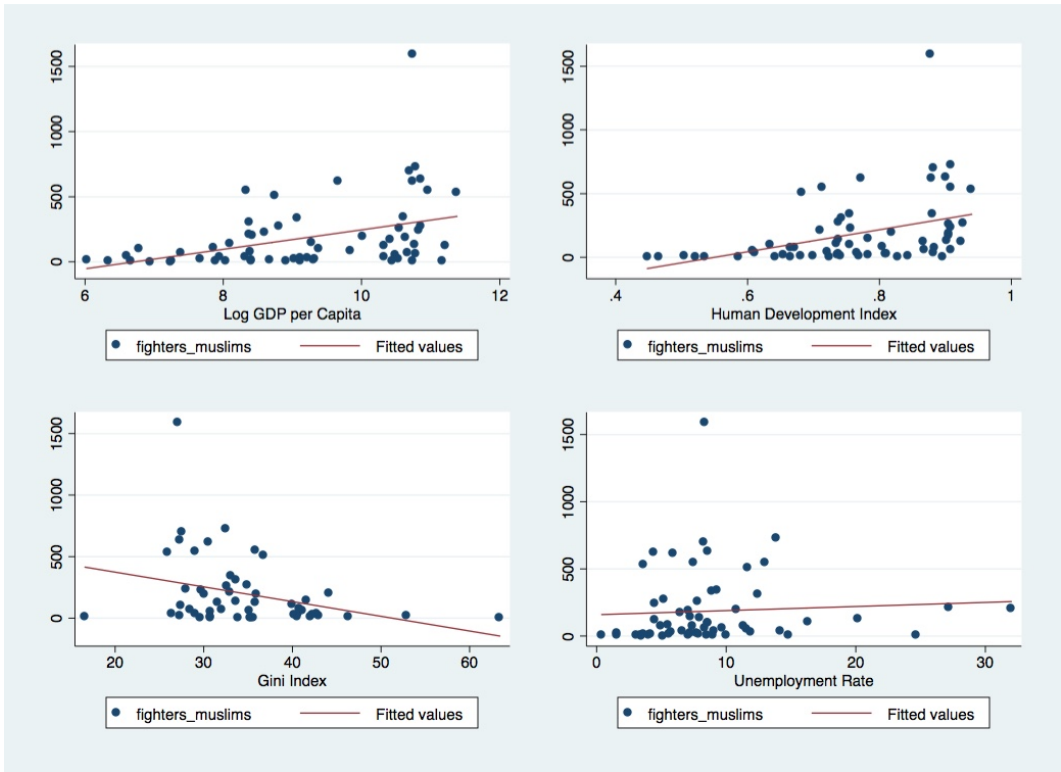 1500
1000
500
0
6 8 10 12
Log GDP per Capita
fighters_muslims Fitted values
1500
1000
500
0
.4 .6 .8 1
Human Development Index
fighters_muslims Fitted values
1500
1000
500
0
20 30 40 50 60
Gini Index
fighters_muslims Fitted values
1500
1000
500
0
0 10 20 30
Unemployment Rate
fighters_muslims Fitted values